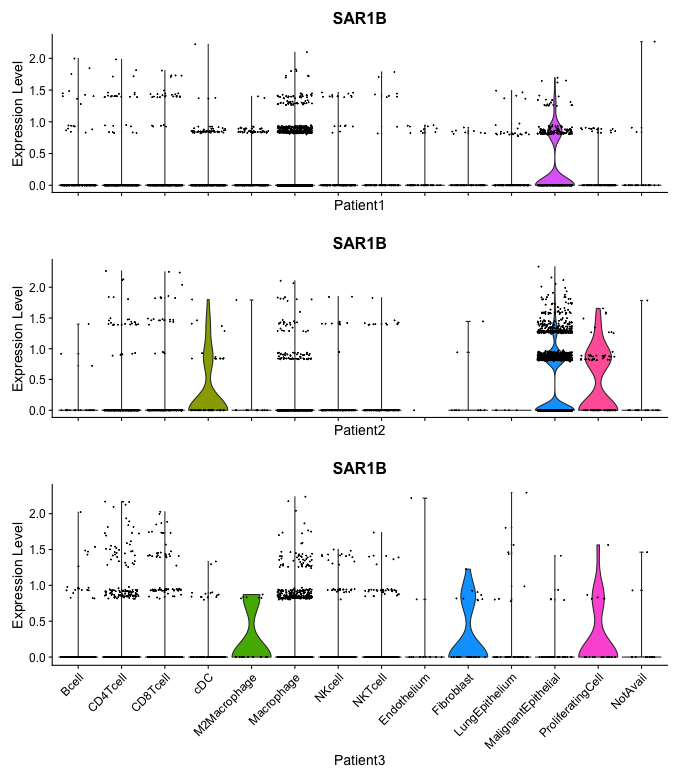 SAR1B
Expression Level
2.0
1.5
1.0
0.5
0.0
Patient1
SAR1B
Expression Level
2.0
1.5
1.0
0.5
0.0
Patient2
SAR1B
Expression Level
2.0
1.5
1.0
0.5
0.0
Bcell
CD4Tcell
CD8Tcell
cDC
M2Macrophage
Macrophage
NKcell
NKTcell
Endothelium
Fibroblast
LungEpithelium
MalignantEpithelial
ProliferatingCell
NotAvail
Patient3